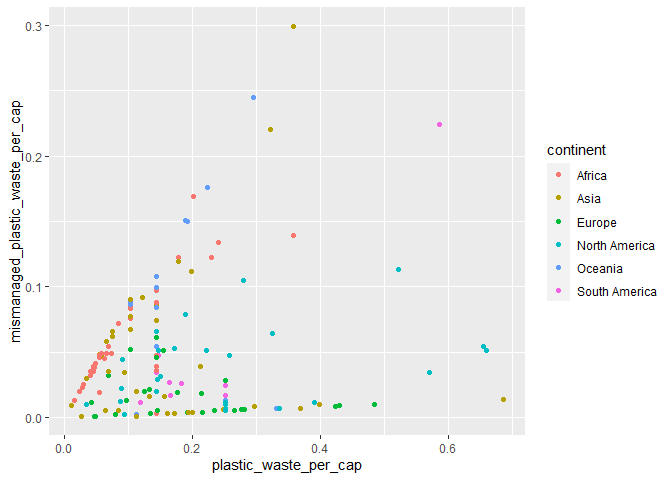 0.3
0.2
0.1
0.0
mismanaged_plastic_waste_per_cap
0.0 0.2 0.4 0.6
plastic_waste_per_cap
continent
Africa
Asia
Europe
North America
Oceania
South America